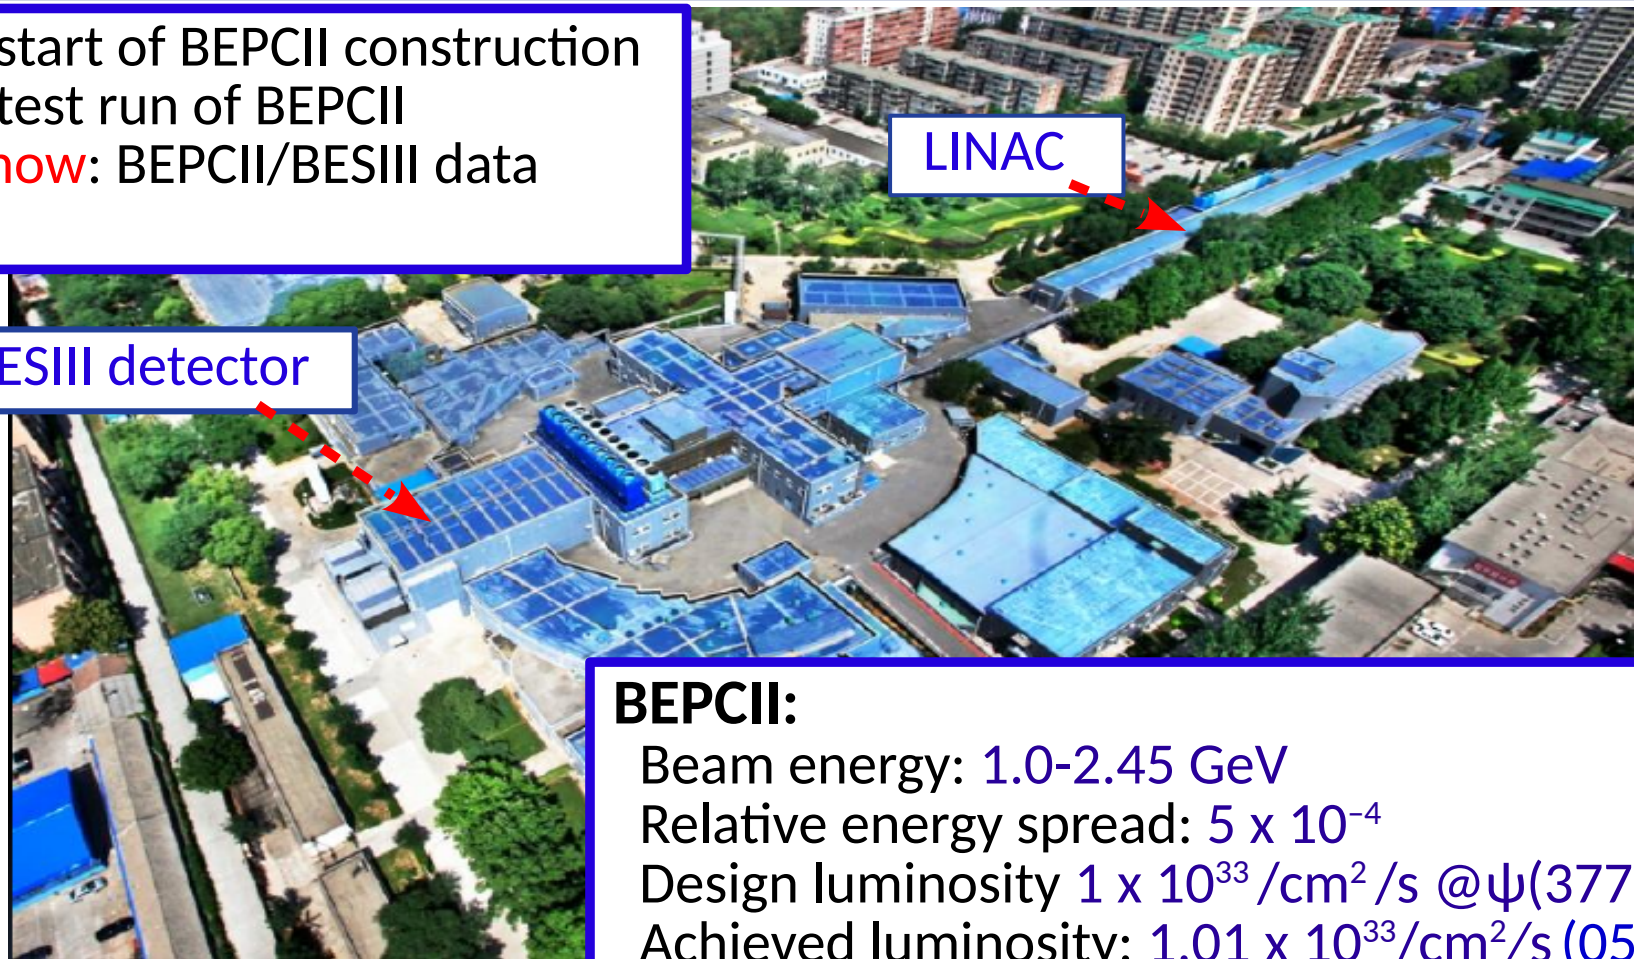 start of BEPCII construction
test run of BEPCII
now: BEPCII/BESIII data
LINAC
ESIII detector
BEPCII:
Beam energy: 1.0-2.45 GeV
Relative energy spread: 5 x 10⁻⁴
Design luminosity 1 x 10³³ /cm² /s @ψ(377
Achieved luminosity: 1.01 x 10³³/cm²/s (05